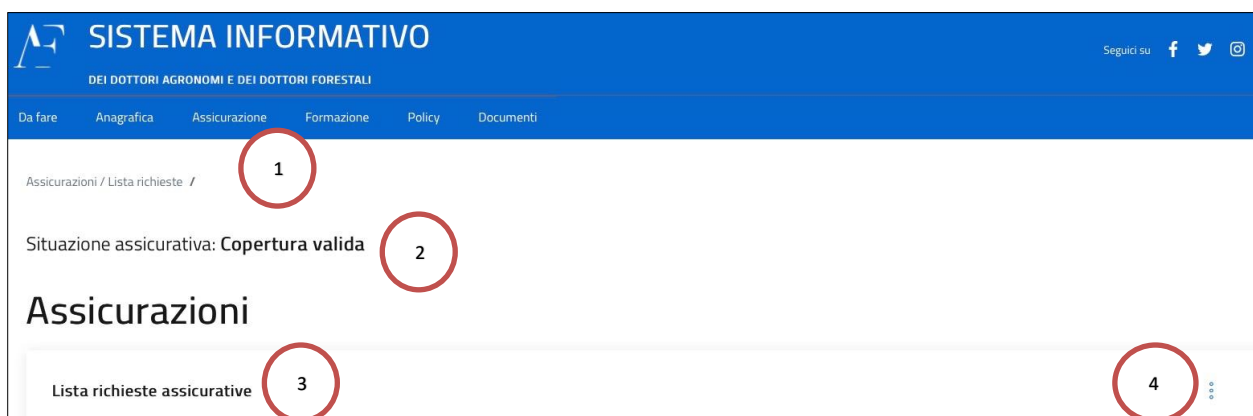 SISTEMA INFORMATIVO
DEI DOTTORI AGRONOMI E DEI DOTTORI FORESTALI
Seguici su
Da fare Anagrafica Assicurazione Formazione Policy Documenti
1
Assicurazioni / Lista richieste /
Situazione assicurativa: Copertura valida 2
Assicurazioni
Lista richieste assicurative 3 4